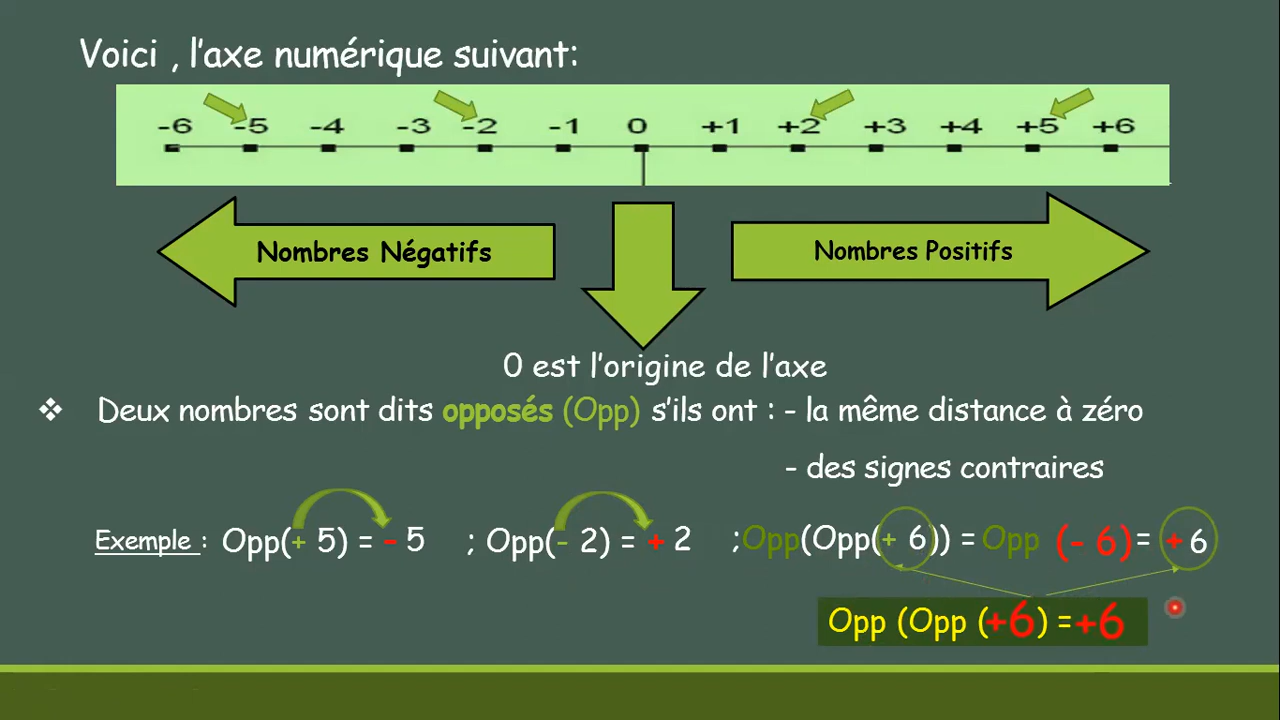 Voici , l'axe numérique suivant:
-6 -5 -4 -3 -2 -1 0 +1 +2 +3 +4 +5 +6
Nombres Négatifs
Nombres Positifs
0 est l'origine de l'axe
❖ Deux nombres sont dits opposés (Opp) s'ils ont : - la même distance à zéro
- des signes contraires
Exemple : Opp(+ 5) = - 5 ; Opp(- 2) = + 2 ;Opp(Opp(+ 6)) = Opp (- 6)= + 6
Opp (Opp (+6) =+6